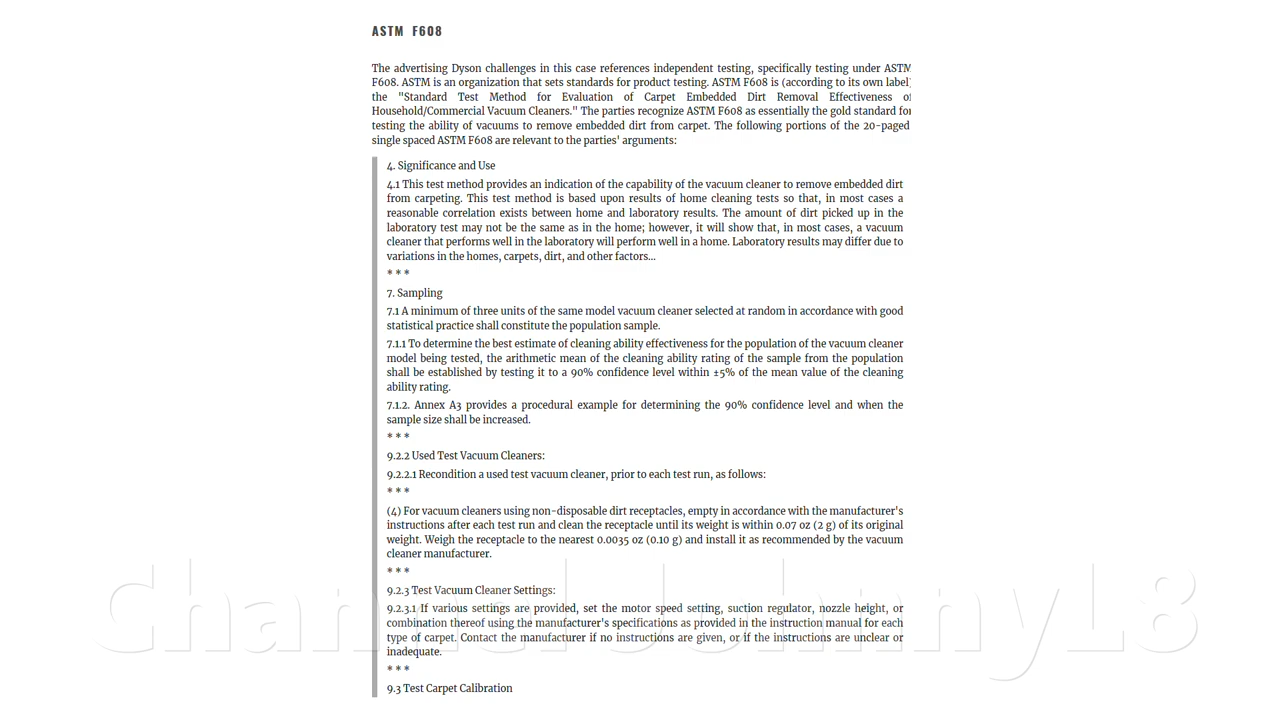 ASTM F608
The advertising Dyson challenges in this case references independent testing, specifically testing under ASTM
F608. ASTM is an organization that sets standards for product testing. ASTM F608 is (according to its own label)
the "Standard Test Method for Evaluation of Carpet Embedded Dirt Removal Effectiveness of
Household/Commercial Vacuum Cleaners." The parties recognize ASTM F608 as essentially the gold standard for
testing the ability of vacuums to remove embedded dirt from carpet. The following portions of the 20-paged
single spaced ASTM F608 are relevant to the parties' arguments:
4. Significance and Use
4.1 This test method provides an indication of the capability of the vacuum cleaner to remove embedded dirt
from carpeting. This test method is based upon results of home cleaning tests so that, in most cases a
reasonable correlation exists between home and laboratory results. The amount of dirt picked up in the
laboratory test may not be the same as in the home; however, it will show that, in most cases, a vacuum
cleaner that performs well in the laboratory will perform well in a home. Laboratory results may differ due to
variations in the homes, carpets, dirt, and other factors...
* * *
7. Sampling
7.1 A minimum of three units of the same model vacuum cleaner selected at random in accordance with good
statistical practice shall constitute the population sample.
7.1.1 To determine the best estimate of cleaning ability effectiveness for the population of the vacuum cleaner
model being tested, the arithmetic mean of the cleaning ability rating of the sample from the population
shall be established by testing it to a 90% confidence level within ±5% of the mean value of the cleaning
ability rating.
7.1.2. Annex A3 provides a procedural example for determining the 90% confidence level and when the
sample size shall be increased.
* * *
9.2.2 Used Test Vacuum Cleaners:
9.2.2.1 Recondition a used test vacuum cleaner, prior to each test run, as follows:
* * *
(4) For vacuum cleaners using non-disposable dirt receptacles, empty in accordance with the manufacturer's
instructions after each test run and clean the receptacle until its weight is within 0.07 oz (2 g) of its original
weight. Weigh the receptacle to the nearest 0.0035 oz (0.10 g) and install it as recommended by the vacuum
cleaner manufacturer.
* * *
9.2.3 Test Vacuum Cleaner Settings:
9.2.3.1 If various settings are provided, set the motor speed setting, suction regulator, nozzle height, or
combination thereof using the manufacturer's specifications as provided in the instruction manual for each
type of carpet. Contact the manufacturer if no instructions are given, or if the instructions are unclear or
inadequate.
* * *
9.3 Test Carpet Calibration
Channel JohnnyL8